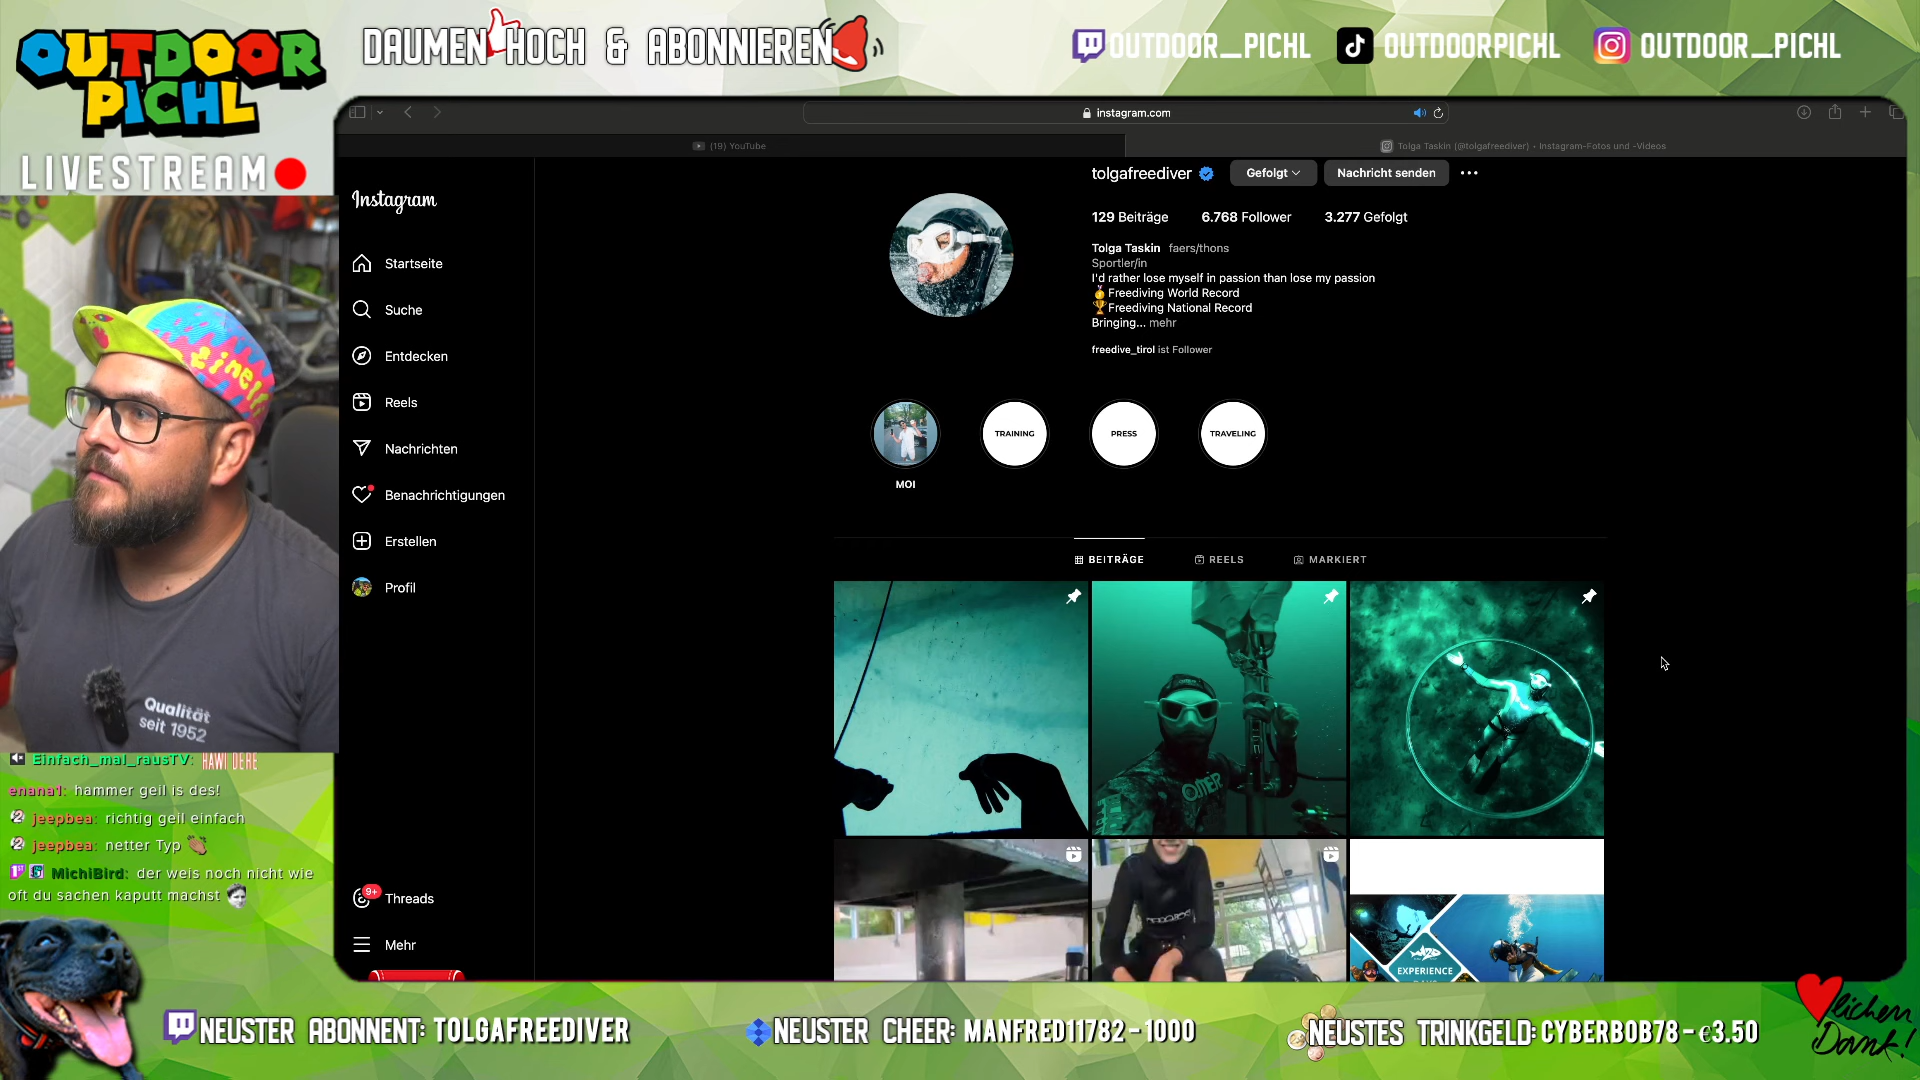 OUTDOOR
PICHL
LIVESTREAM
DAUMEN HOCH & ABONNIEREN
OUTDOOR_PICHL
OUTDOORPICHL
OUTDOOR_PICHL
instagram.com
(19) YouTube
Tolga Taskin (@tolgafreediver) • Instagram-Fotos und -Videos
Instagram
Startseite
Suche
Entdecken
Reels
Nachrichten
Benachrichtigungen
Erstellen
Profil
9+
Threads
Mehr
tolgafreediver
Gefolgt
Nachricht senden
129 Beiträge 6.768 Follower 3.277 Gefolgt
Tolga Taskin faers/thons
Sportler/in
I'd rather lose myself in passion than lose my passion
Freediving World Record
Freediving National Record
Bringing... mehr
freedive_tirol ist Follower
TRAINING
PRESS
TRAVELING
MOI
BEITRÄGE
REELS
MARKIERT
OMER
EXPERIENCE
Qualität
seit 1952
Einfach_mal_rausTV: HAWI DEHE
enana1: hammer geil is des!
jeepbea: richtig geil einfach
jeepbea: netter Typ
MichiBird: der weis noch nicht wie
oft du sachen kaputt machst
NEUSTER ABONNENT: TOLGAFREEDIVER
NEUSTER CHEER: MANFRED11782 - 1000
NEUSTES TRINKGELD: CYBERBOB78 - €3.50
lichen
Dank!